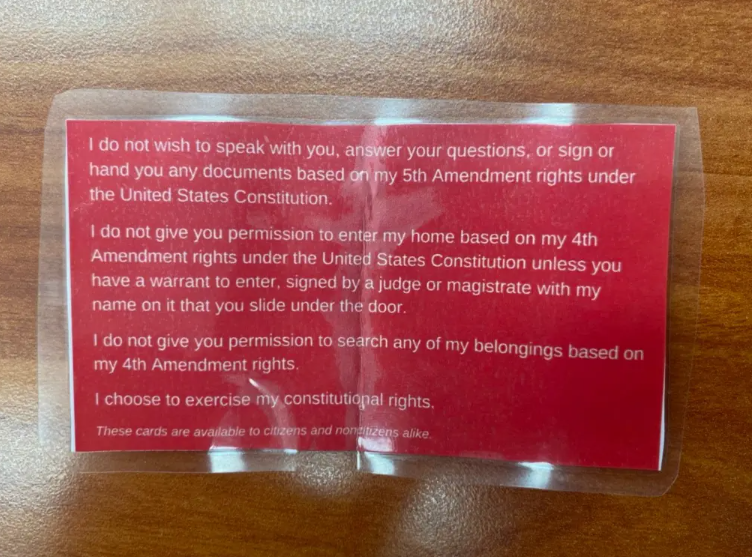 I do not wish to speak with you, answer your questions, or sign or
hand you any documents based on my 5th Amendment rights under
the United States Constitution.
I do not give you permission to enter my home based on my 4th
Amendment rights under the United States Constitution unless you
have a warrant to enter, signed by a judge or magistrate with my
name on it that you slide under the door.
I do not give you permission to search any of my belongings based on
my 4th Amendment rights.
I choose to exercise my constitutional rights.
These cards are available to citizens and noncitizens alike.